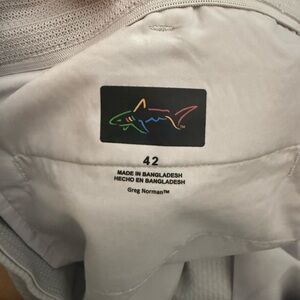 42
MADE IN BANGLADESH
HECHO EN BANGLADESH
Greg Norman™